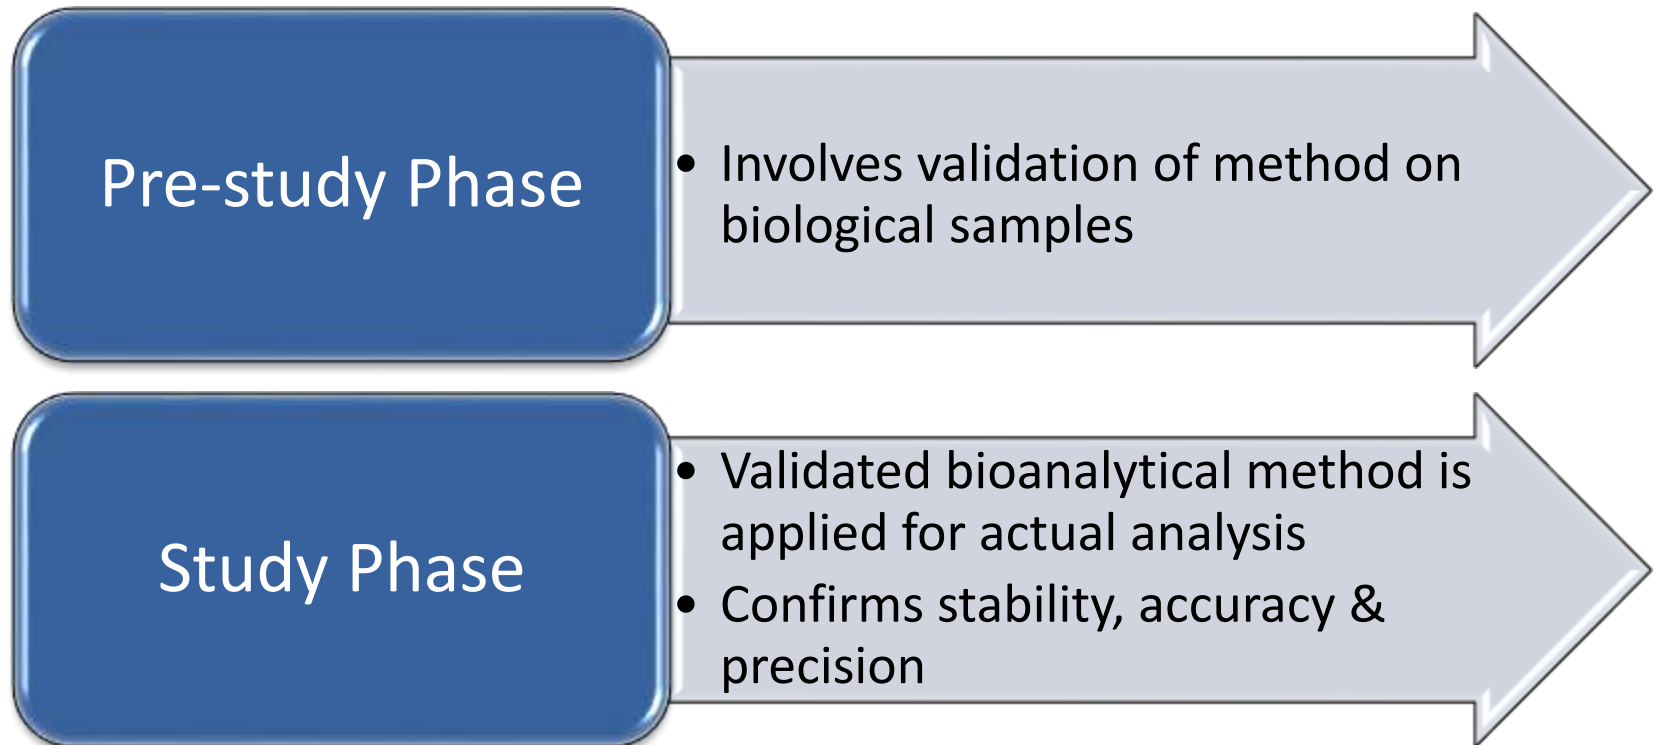 Pre-study Phase
• Involves validation of method on
biological samples
Study Phase
• Validated bioanalytical method is
applied for actual analysis
• Confirms stability, accuracy &
precision